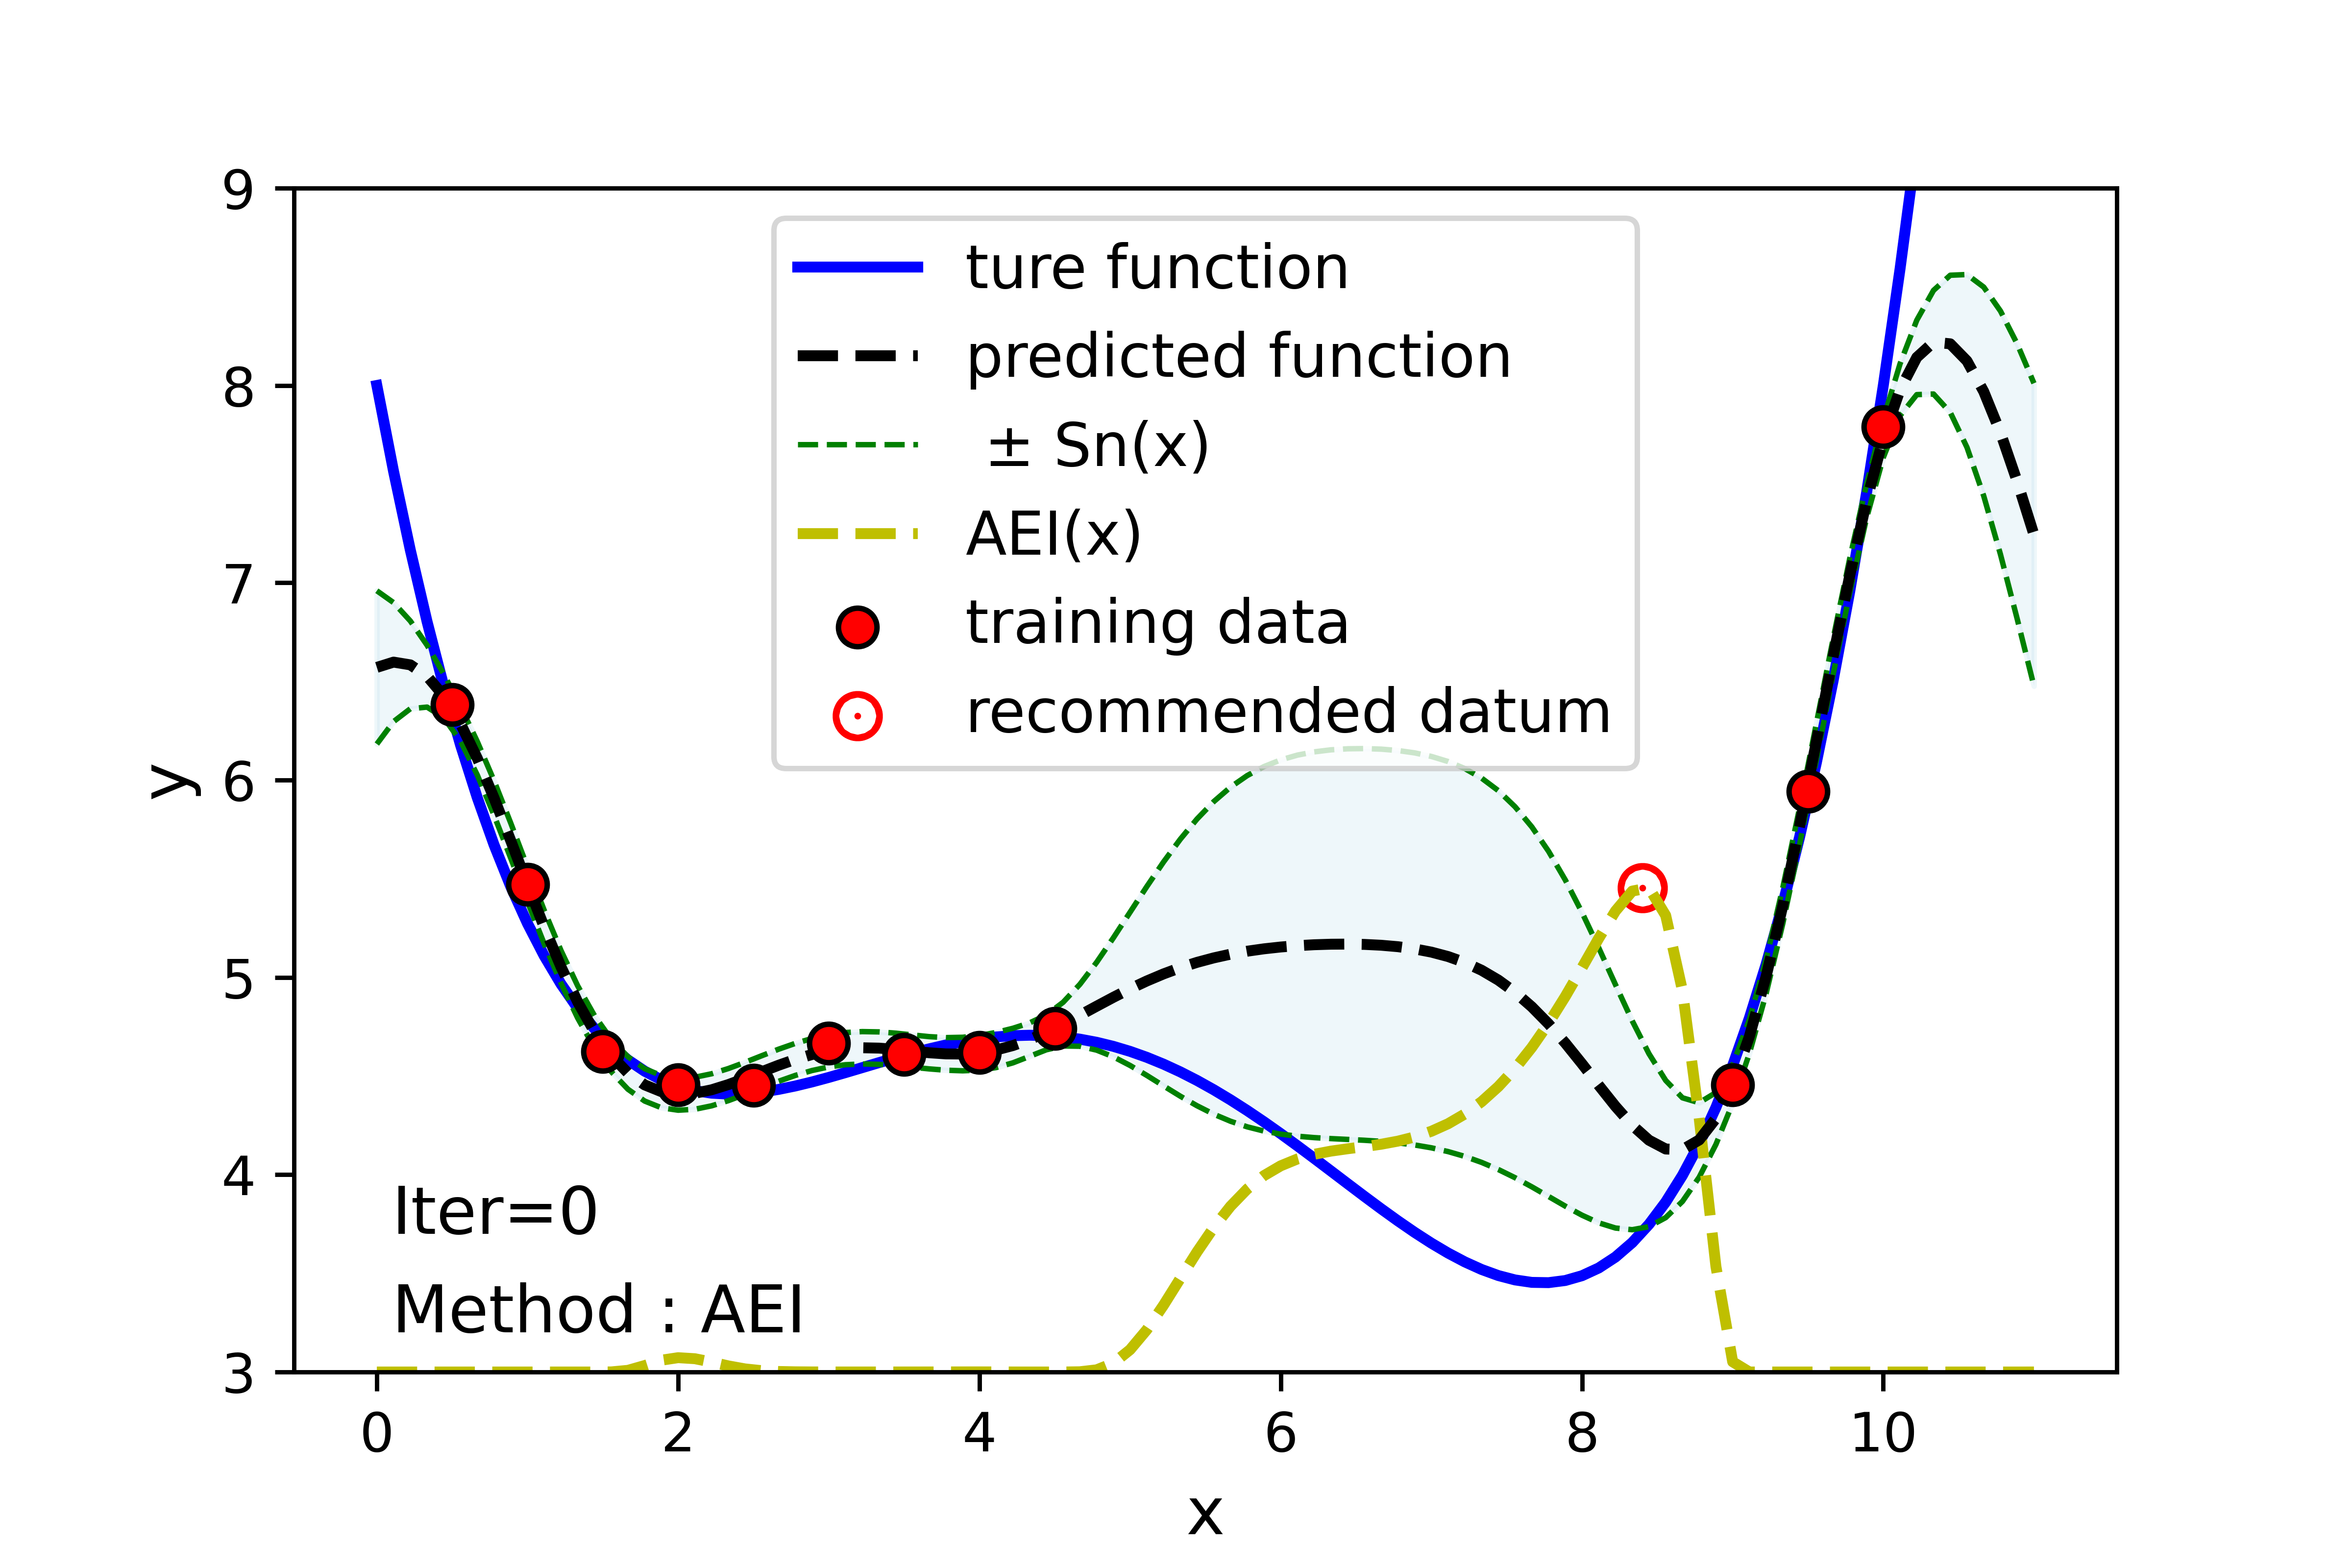 9
8
7
6
5
4
3
y
ture function
predicted function
± Sn(x)
AEI(x)
training data
recommended datum
Iter=0
Method : AEI
0 2 4 6 8 10
x